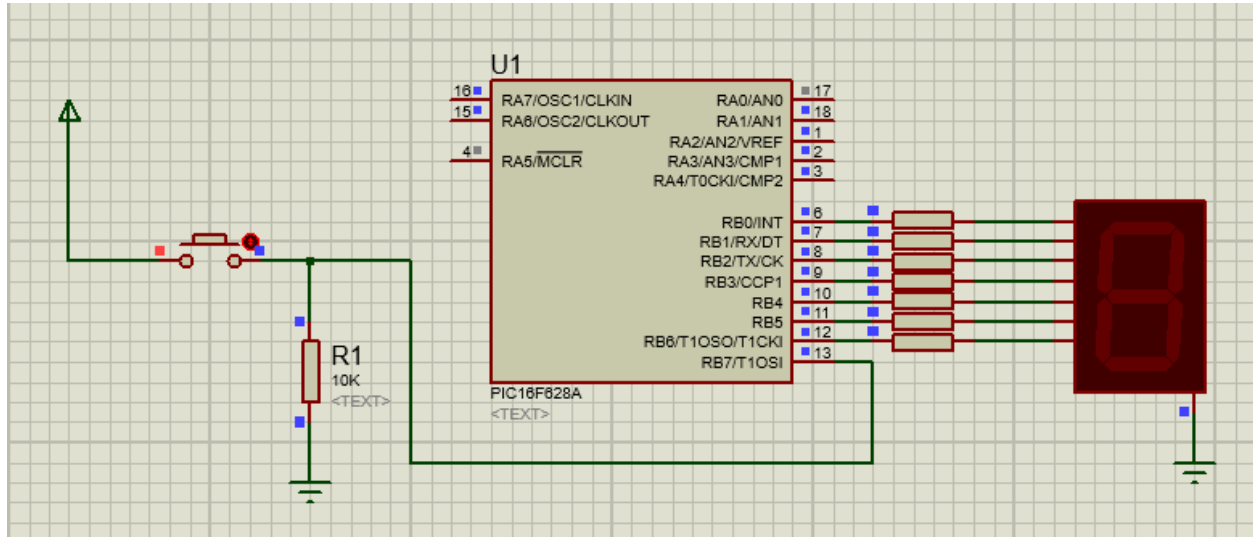 U1
16 RA7/OSC1/CLKIN RA0/AN0 17
15 RA6/OSC2/CLKOUT RA1/AN1 18
RA2/AN2/VREF 1
4 RA5/MCLR RA3/AN3/CMP1 2
RA4/T0CKI/CMP2 3
RB0/INT 6
RB1/RX/DT 7
RB2/TX/CK 8
RB3/CCP1 9
RB4 10
RB5 11
RB6/T1OSO/T1CKI 12
RB7/T1OSI 13
R1
10K
<TEXT>
PIC16F628A
<TEXT>